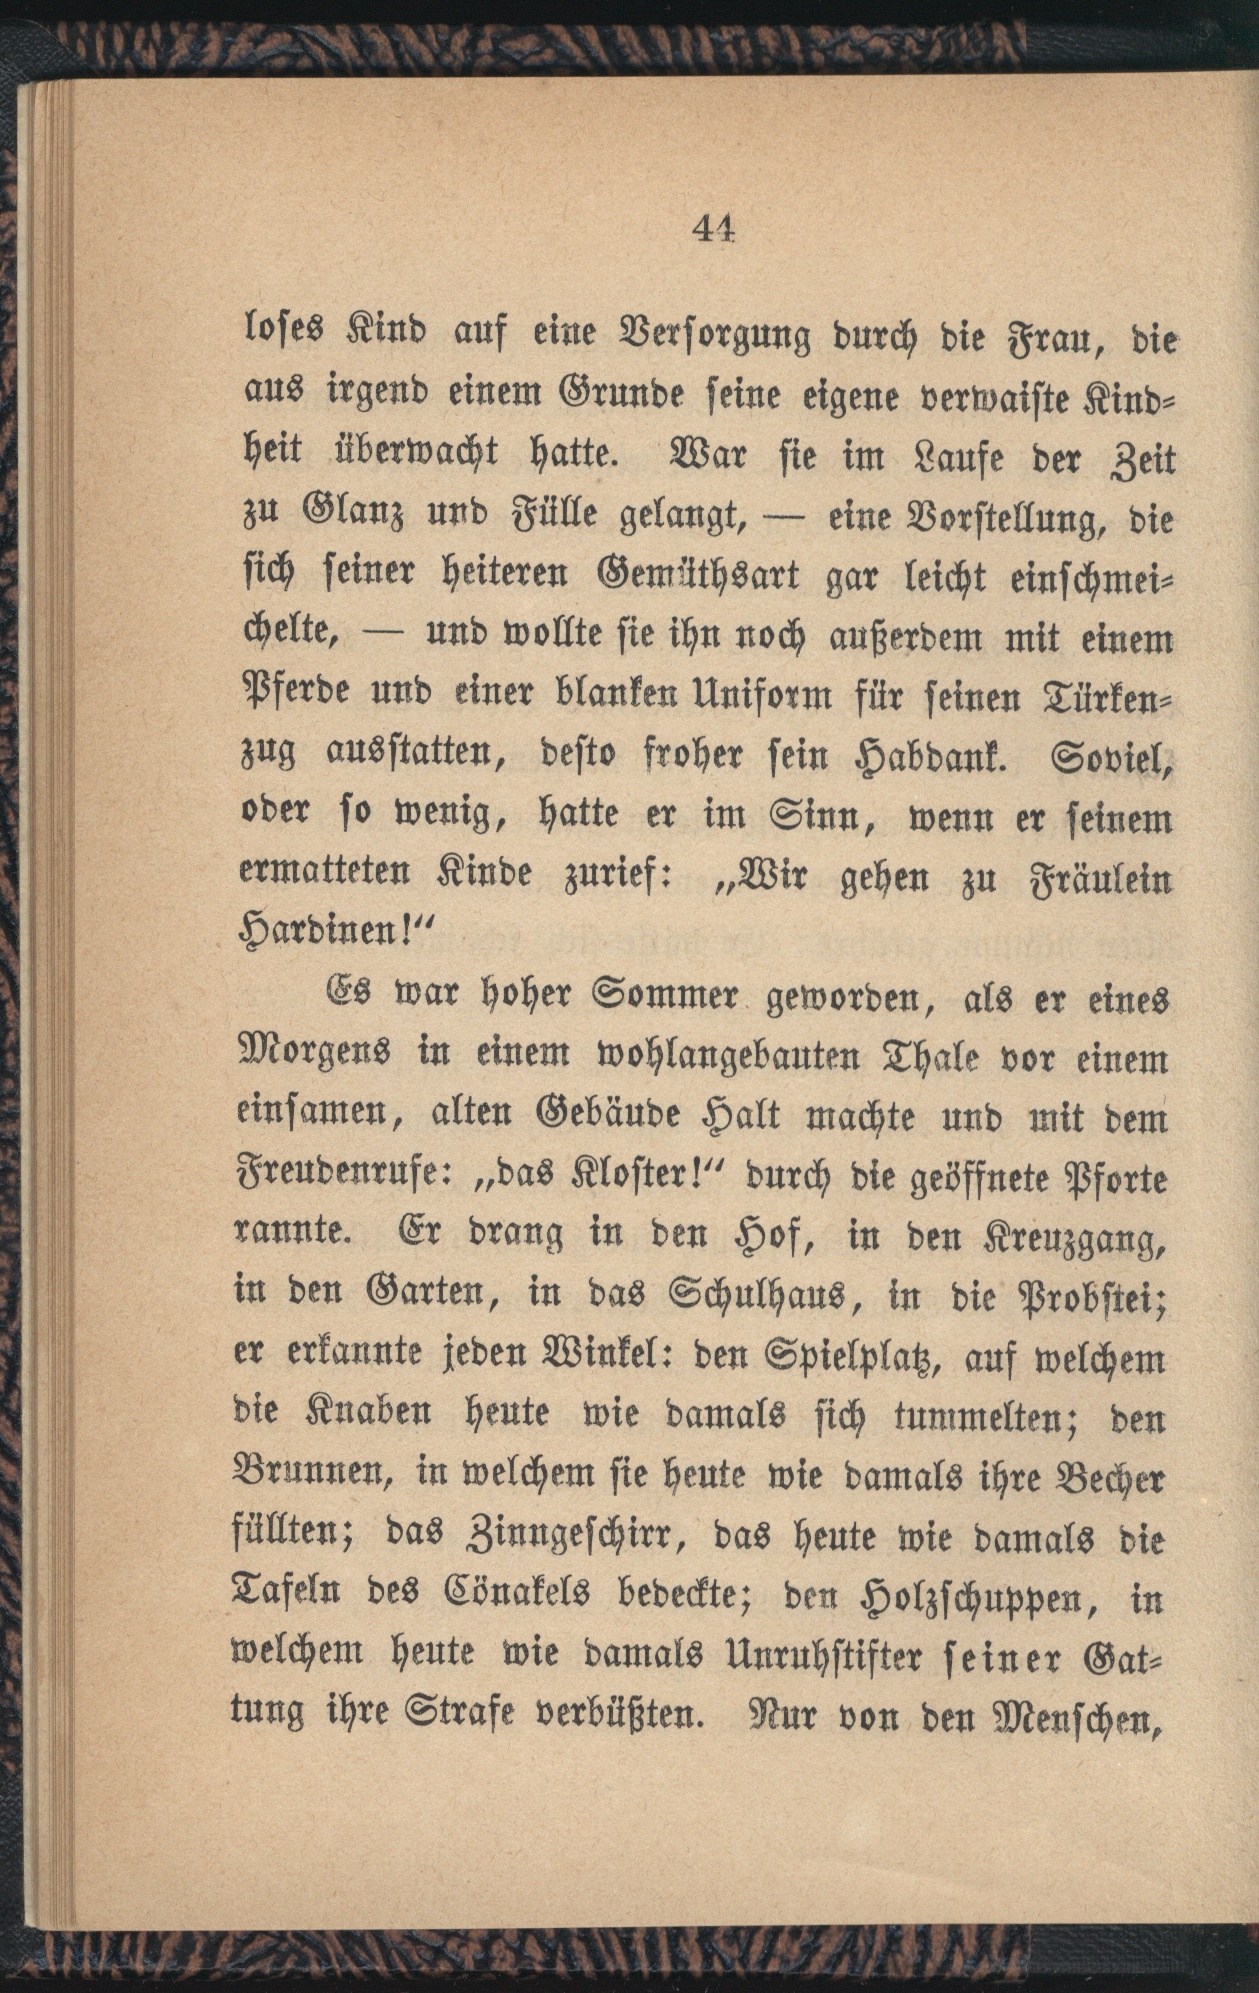 44
loses Kind auf eine Versorgung durch die Frau, die
aus irgend einem Grunde seine eigene verwaiste Kind-
heit überwacht hatte. War sie im Laufe der Zeit
zu Glanz und Fülle gelangt, — eine Vorstellung, die
sich seiner heiteren Gemüthsart gar leicht einschmei-
chelte, — und wollte sie ihn noch außerdem mit einem
Pferde und einer blanken Uniform für seinen Türken-
zug ausstatten, desto froher sein Habdank. Soviel,
oder so wenig, hatte er im Sinn, wenn er seinem
ermatteten Kinde zurief: „Wir gehen zu Fräulein
Hardinen!“
Es war hoher Sommer geworden, als er eines
Morgens in einem wohlangebauten Thale vor einem
einsamen, alten Gebäude Halt machte und mit dem
Freudenrufe: „das Kloster!“ durch die geöffnete Pforte
rannte. Er drang in den Hof, in den Kreuzgang,
in den Garten, in das Schulhaus, in die Probstei;
er erkannte jeden Winkel: den Spielplatz, auf welchem
die Knaben heute wie damals sich tummelten; den
Brunnen, in welchem sie heute wie damals ihre Becher
füllten; das Zinngeschirr, das heute wie damals die
Tafeln des Cönakels bedeckte; den Holzschuppen, in
welchem heute wie damals Unruhstifter seiner Gat-
tung ihre Strafe verbüßten. Nur von den Menschen,